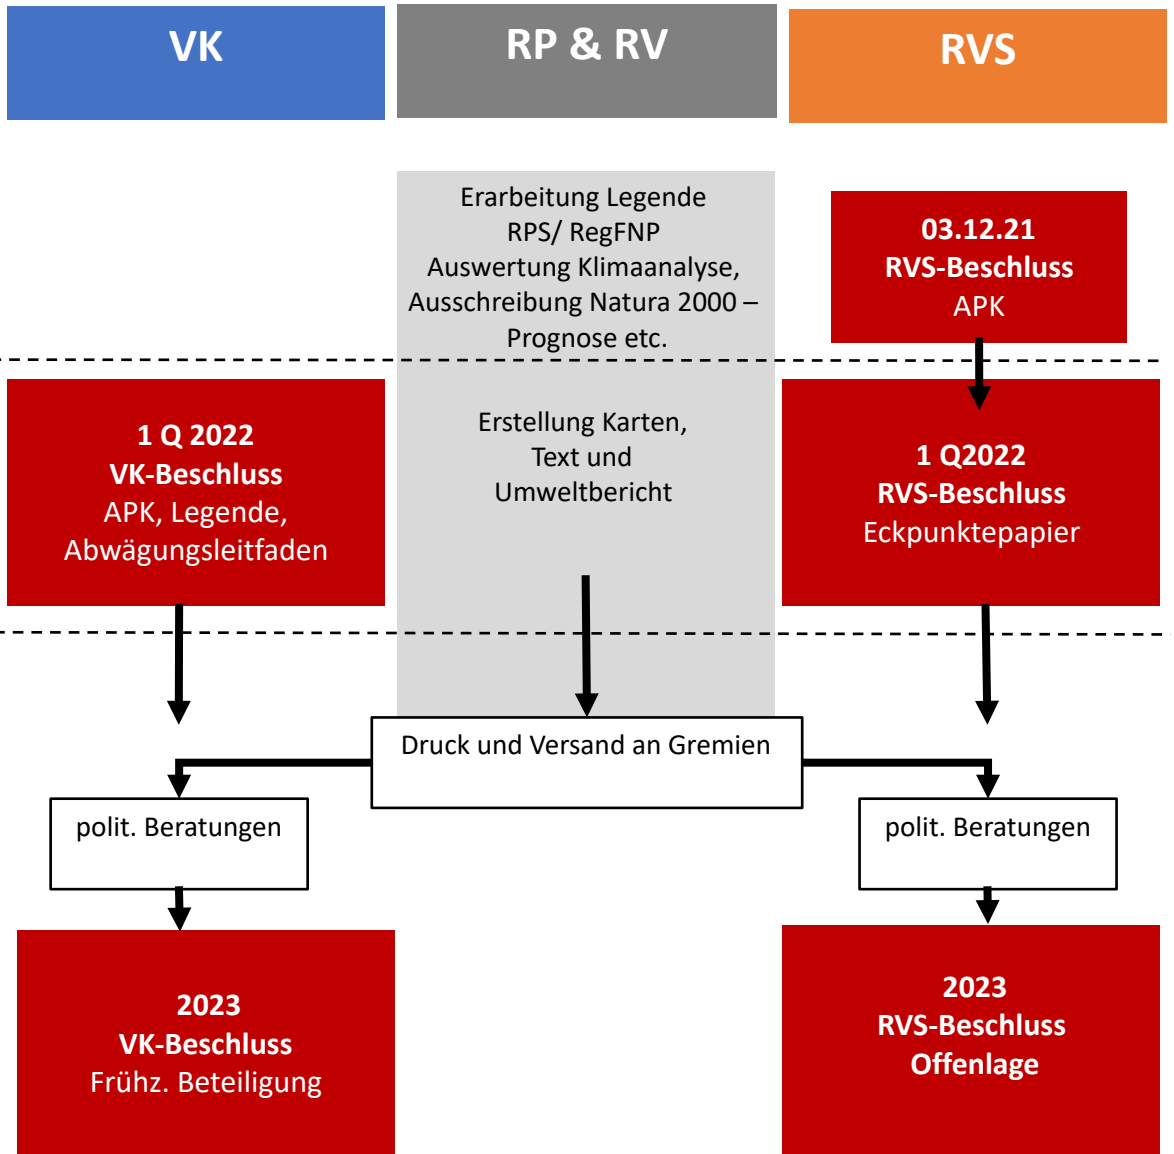 VK
RP & RV
RVS
Erarbeitung Legende
RPS/ RegFNP
Auswertung Klimaanalyse,
Ausschreibung Natura 2000 –
Prognose etc.
03.12.21
RVS-Beschluss
APK
1 Q 2022
VK-Beschluss
APK, Legende,
Abwägungsleitfaden
Erstellung Karten,
Text und
Umweltbericht
1 Q2022
RVS-Beschluss
Eckpunktepapier
Druck und Versand an Gremien
polit. Beratungen
polit. Beratungen
2023
VK-Beschluss
Frühz. Beteiligung
2023
RVS-Beschluss
Offenlage